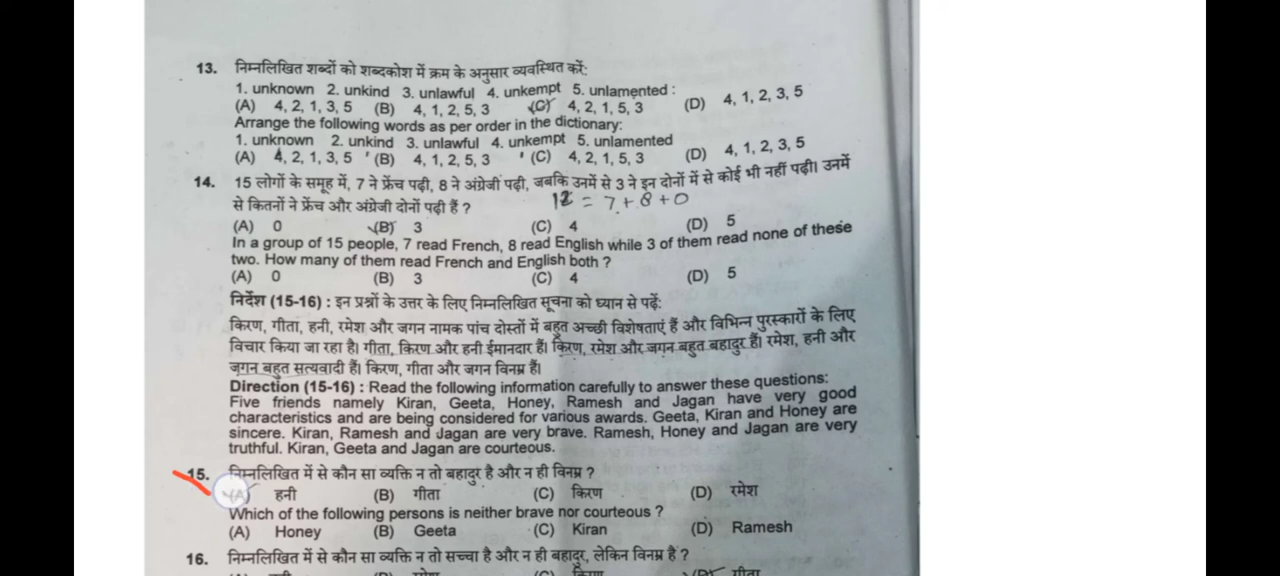 13. निम्नलिखित शब्दों को शब्दकोश में क्रम के अनुसार व्यवस्थित करें:
1. unknown 2. unkind 3. unlawful 4. unkempt 5. unlamented :
(A) 4, 2, 1, 3, 5 (B) 4, 1, 2, 5, 3 (C) 4, 2, 1, 5, 3 (D) 4, 1, 2, 3, 5
Arrange the following words as per order in the dictionary:
1. unknown 2. unkind 3. unlawful 4. unkempt 5. unlamented
(A) 4, 2, 1, 3, 5 (B) 4, 1, 2, 5, 3 (C) 4, 2, 1, 5, 3 (D) 4, 1, 2, 3, 5
14. 15 लोगों के समूह में, 7 ने फ्रेंच पढ़ी, 8 ने अंग्रेजी पढ़ी, जबकि उनमें से 3 ने इन दोनों में से कोई भी नहीं पढ़ी। उनमें
से कितनों ने फ्रेंच और अंग्रेजी दोनों पढ़ी हैं ? 12 = 7 + 8 + 0
(A) 0 (B) 3 (C) 4 (D) 5
In a group of 15 people, 7 read French, 8 read English while 3 of them read none of these
two. How many of them read French and English both ?
(A) 0 (B) 3 (C) 4 (D) 5
निर्देश (15-16) : इन प्रश्नों के उत्तर के लिए निम्नलिखित सूचना को ध्यान से पढ़ें:
किरण, गीता, हनी, रमेश और जगन नामक पांच दोस्तों में बहुत अच्छी विशेषताएं हैं और विभिन्न पुरस्कारों के लिए
विचार किया जा रहा है। गीता, किरण और हनी ईमानदार हैं। किरण, रमेश और जगन बहुत बहादुर हैं। रमेश, हनी और
जगन बहुत सत्यवादी हैं। किरण, गीता और जगन विनम्र हैं।
Direction (15-16) : Read the following information carefully to answer these questions:
Five friends namely Kiran, Geeta, Honey, Ramesh and Jagan have very good
characteristics and are being considered for various awards. Geeta, Kiran and Honey are
sincere. Kiran, Ramesh and Jagan are very brave. Ramesh, Honey and Jagan are very
truthful. Kiran, Geeta and Jagan are courteous.
15. निम्नलिखित में से कौन सा व्यक्ति न तो बहादुर है और न ही विनम्र ?
(A) हनी (B) गीता (C) किरण (D) रमेश
Which of the following persons is neither brave nor courteous ?
(A) Honey (B) Geeta (C) Kiran (D) Ramesh
16. निम्नलिखित में से कौन सा व्यक्ति न तो सच्चा है और न ही बहादुर, लेकिन विनम्र है ?
(B) रमेश (C) किरण (D) गीता